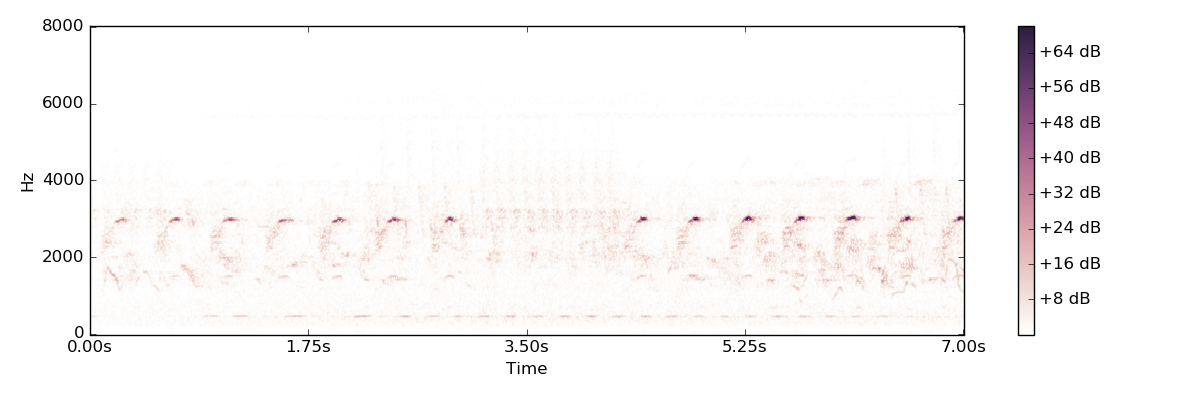 8000
6000
4000
2000
0
Hz
0.00s 1.75s 3.50s 5.25s 7.00s
Time
+64 dB
+56 dB
+48 dB
+40 dB
+32 dB
+24 dB
+16 dB
+8 dB